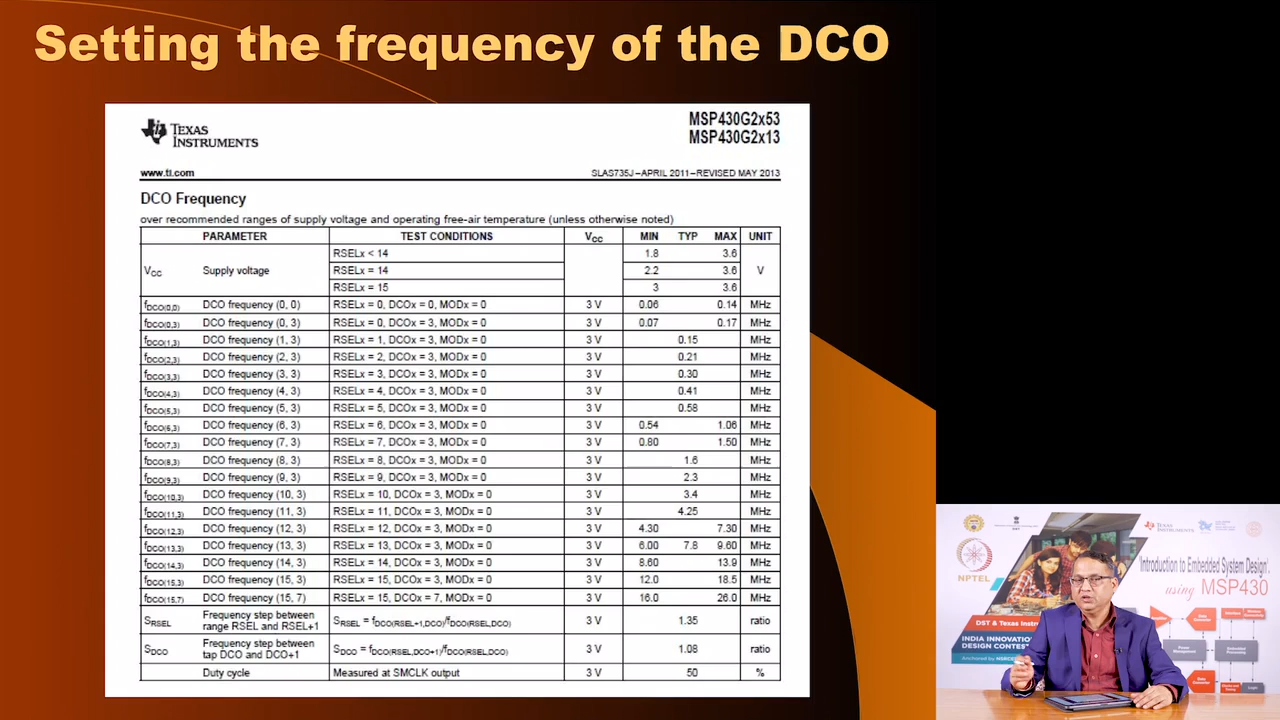 Setting the frequency of the DCO
TEXAS
INSTRUMENTS
MSP430G2x53
MSP430G2x13
www.ti.com
SLAS735J–APRIL 2011–REVISED MAY 2013
DCO Frequency
over recommended ranges of supply voltage and operating free-air temperature (unless otherwise noted)
PARAMETER TEST CONDITIONS VCC MIN TYP MAX UNIT
RSELx < 14 1.8 3.6
VCC Supply voltage RSELx = 14 2.2 3.6 V
RSELx = 15 3 3.6
fDCO(0,0) DCO frequency (0, 0) RSELx = 0, DCOx = 0, MODx = 0 3 V 0.06 0.14 MHz
fDCO(0,3) DCO frequency (0, 3) RSELx = 0, DCOx = 3, MODx = 0 3 V 0.07 0.17 MHz
fDCO(1,3) DCO frequency (1, 3) RSELx = 1, DCOx = 3, MODx = 0 3 V 0.15 MHz
fDCO(2,3) DCO frequency (2, 3) RSELx = 2, DCOx = 3, MODx = 0 3 V 0.21 MHz
fDCO(3,3) DCO frequency (3, 3) RSELx = 3, DCOx = 3, MODx = 0 3 V 0.30 MHz
fDCO(4,3) DCO frequency (4, 3) RSELx = 4, DCOx = 3, MODx = 0 3 V 0.41 MHz
fDCO(5,3) DCO frequency (5, 3) RSELx = 5, DCOx = 3, MODx = 0 3 V 0.58 MHz
fDCO(6,3) DCO frequency (6, 3) RSELx = 6, DCOx = 3, MODx = 0 3 V 0.54 1.06 MHz
fDCO(7,3) DCO frequency (7, 3) RSELx = 7, DCOx = 3, MODx = 0 3 V 0.80 1.50 MHz
fDCO(8,3) DCO frequency (8, 3) RSELx = 8, DCOx = 3, MODx = 0 3 V 1.6 MHz
fDCO(9,3) DCO frequency (9, 3) RSELx = 9, DCOx = 3, MODx = 0 3 V 2.3 MHz
fDCO(10,3) DCO frequency (10, 3) RSELx = 10, DCOx = 3, MODx = 0 3 V 3.4 MHz
fDCO(11,3) DCO frequency (11, 3) RSELx = 11, DCOx = 3, MODx = 0 3 V 4.25 MHz
fDCO(12,3) DCO frequency (12, 3) RSELx = 12, DCOx = 3, MODx = 0 3 V 4.30 7.30 MHz
fDCO(13,3) DCO frequency (13, 3) RSELx = 13, DCOx = 3, MODx = 0 3 V 6.00 7.8 9.60 MHz
fDCO(14,3) DCO frequency (14, 3) RSELx = 14, DCOx = 3, MODx = 0 3 V 8.60 13.9 MHz
fDCO(15,3) DCO frequency (15, 3) RSELx = 15, DCOx = 3, MODx = 0 3 V 12.0 18.5 MHz
fDCO(15,7) DCO frequency (15, 7) RSELx = 15, DCOx = 7, MODx = 0 3 V 16.0 26.0 MHz
SRSEL Frequency step between range RSEL and RSEL+1 SRSEL = fDCO(RSEL+1,DCO)/fDCO(RSEL,DCO) 3 V 1.35 ratio
SDCO Frequency step between tap DCO and DCO+1 SDCO = fDCO(RSEL,DCO+1)/fDCO(RSEL,DCO) 3 V 1.08 ratio
Duty cycle Measured at SMCLK output 3 V 50 %
TEXAS INSTRUMENTS
NPTEL
'Introduction to Embedded System Design'
using MSP430
DST & Texas
INDIA INNOVATION
DESIGN CONTEST